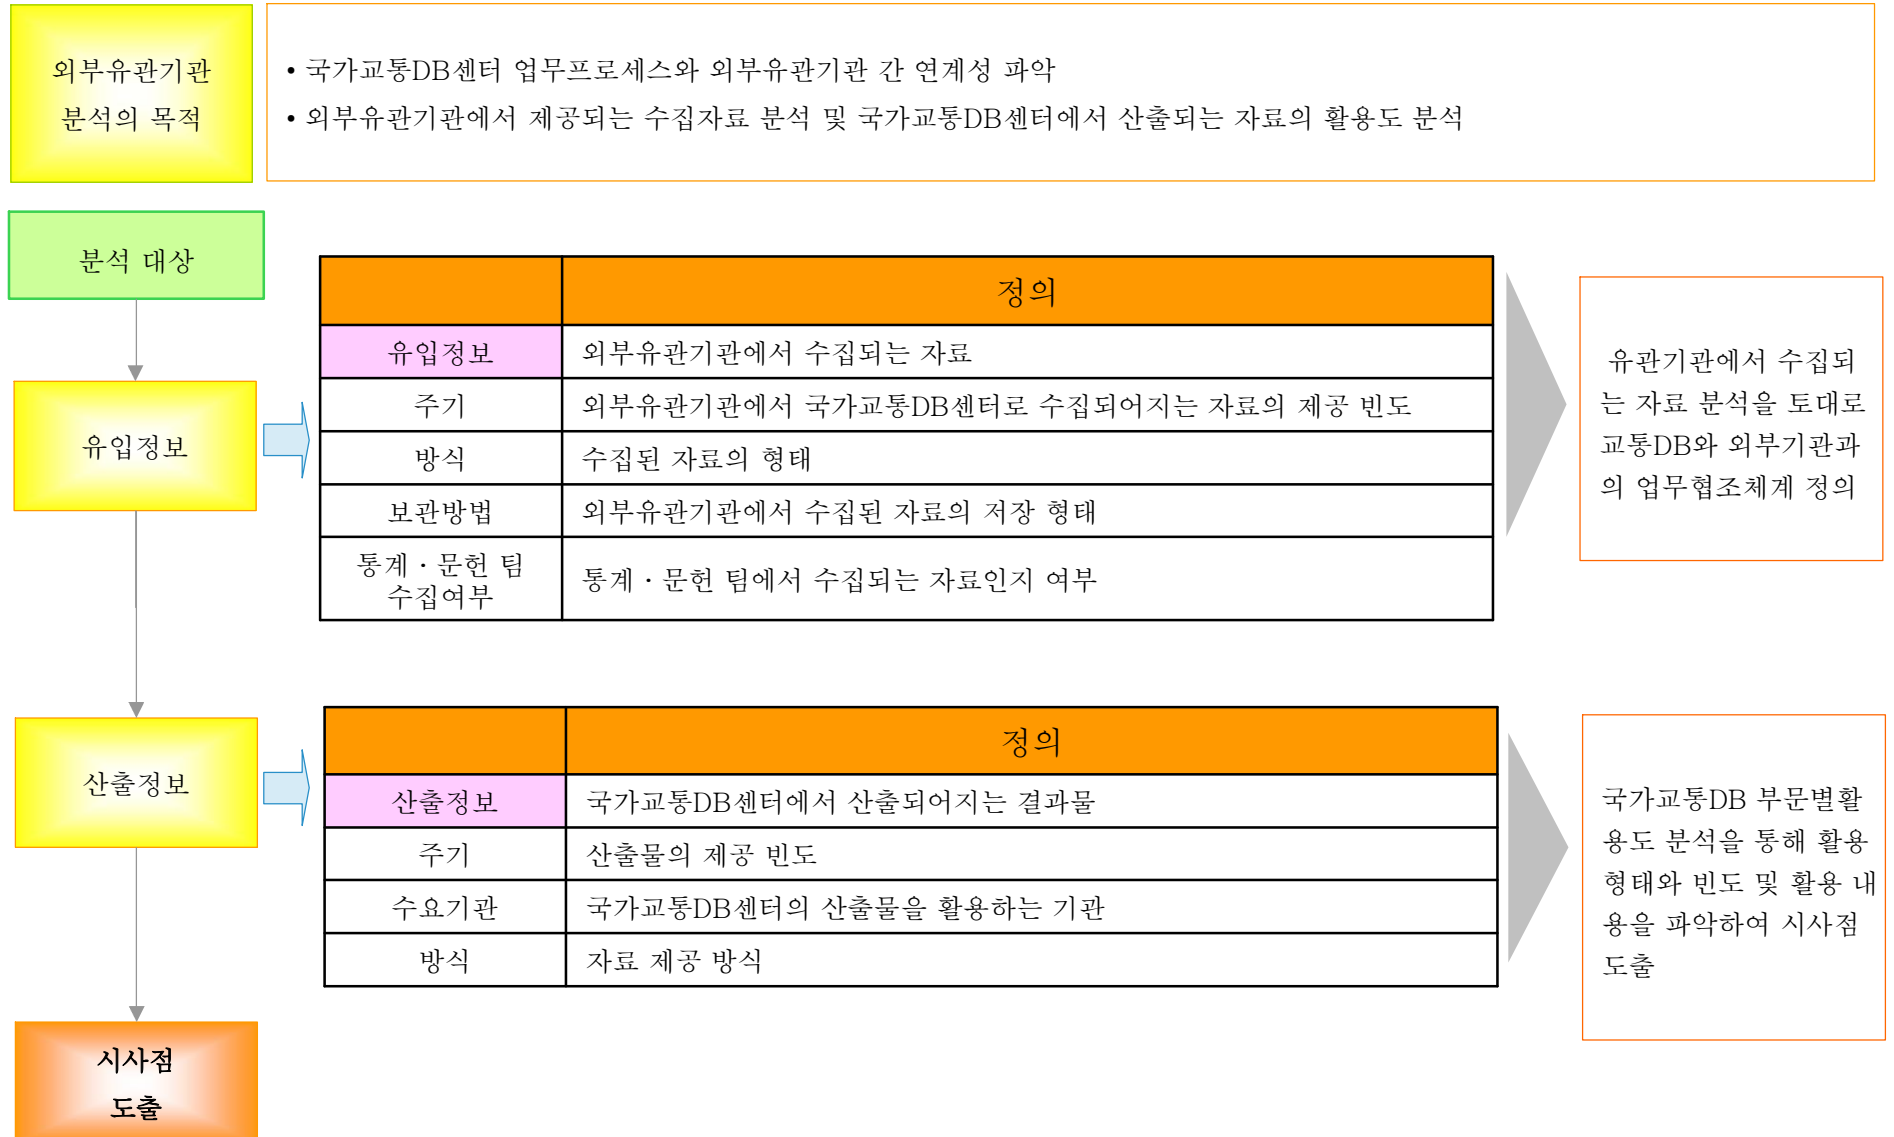 외부유관기관
분석의 목적
• 국가교통DB센터 업무프로세스와 외부유관기관 간 연계성 파악
• 외부유관기관에서 제공되는 수집자료 분석 및 국가교통DB센터에서 산출되는 자료의 활용도 분석
분석 대상
유입정보
정의
유입정보 외부유관기관에서 수집되는 자료
주기 외부유관기관에서 국가교통DB센터로 수집되어지는 자료의 제공 빈도
방식 수집된 자료의 형태
보관방법 외부유관기관에서 수집된 자료의 저장 형태
통계 · 문헌 팀
수집여부
통계 · 문헌 팀에서 수집되는 자료인지 여부
유관기관에서 수집되
는 자료 분석을 토대로
교통DB와 외부기관과
의 업무협조체계 정의
산출정보
정의
산출정보 국가교통DB센터에서 산출되어지는 결과물
주기 산출물의 제공 빈도
수요기관 국가교통DB센터의 산출물을 활용하는 기관
방식 자료 제공 방식
국가교통DB 부문별활
용도 분석을 통해 활용
형태와 빈도 및 활용 내
용을 파악하여 시사점
도출
시사점
도출